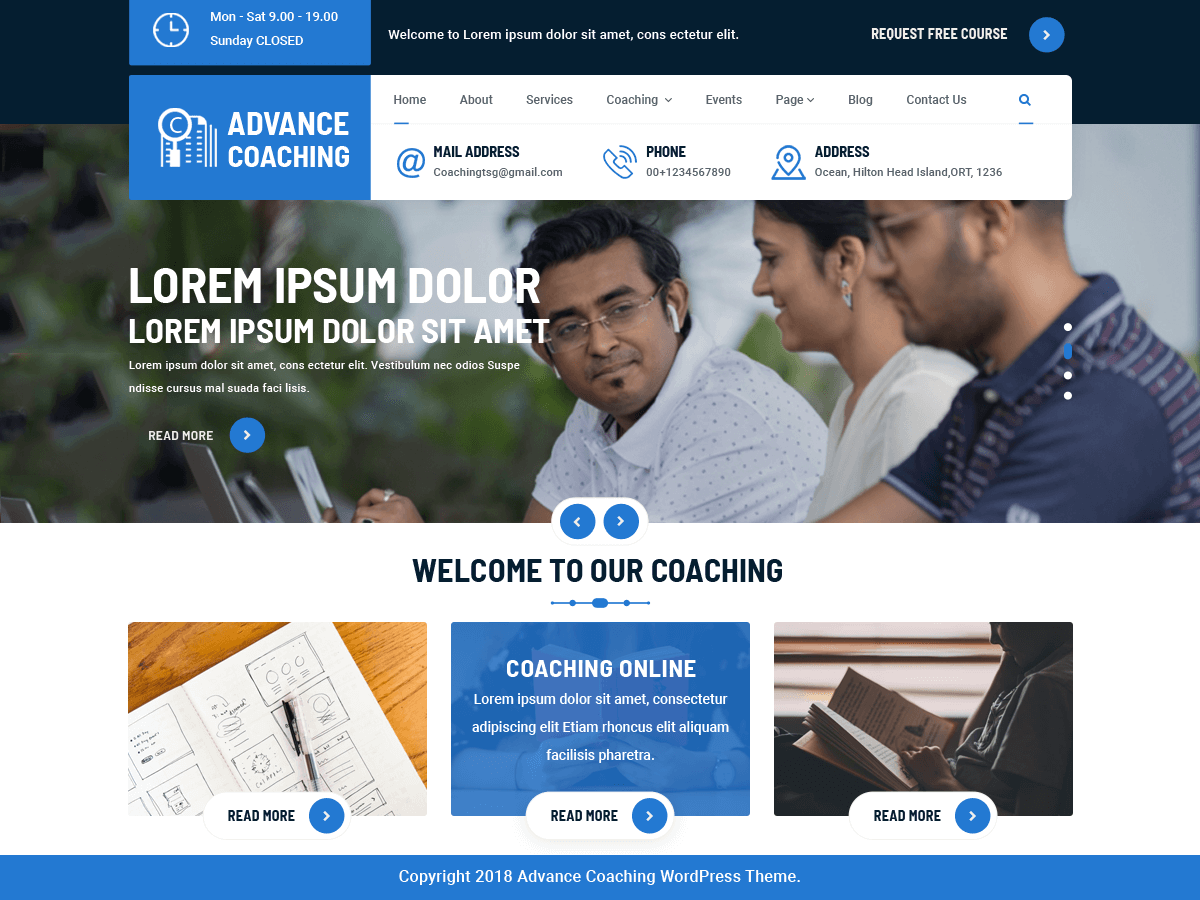 Mon - Sat 9.00 - 19.00
Sunday CLOSED
Welcome to Lorem ipsum dolor sit amet, cons ectetur elit.
REQUEST FREE COURSE
ADVANCE
COACHING
Home About Services Coaching Events Page Blog Contact Us
MAIL ADDRESS
Coachingtsg@gmail.com
PHONE
00+1234567890
ADDRESS
Ocean, Hilton Head Island,ORT, 1236
LOREM IPSUM DOLOR
LOREM IPSUM DOLOR SIT AMET
Lorem ipsum dolor sit amet, cons ectetur elit. Vestibulum nec odios Suspe
ndisse cursus mal suada faci lisis.
READ MORE
WELCOME TO OUR COACHING
COACHING ONLINE
Lorem ipsum dolor sit amet, consectetur
adipiscing elit Etiam rhoncus elit aliquam
facilisis pharetra.
READ MORE
READ MORE
READ MORE
Copyright 2018 Advance Coaching WordPress Theme.